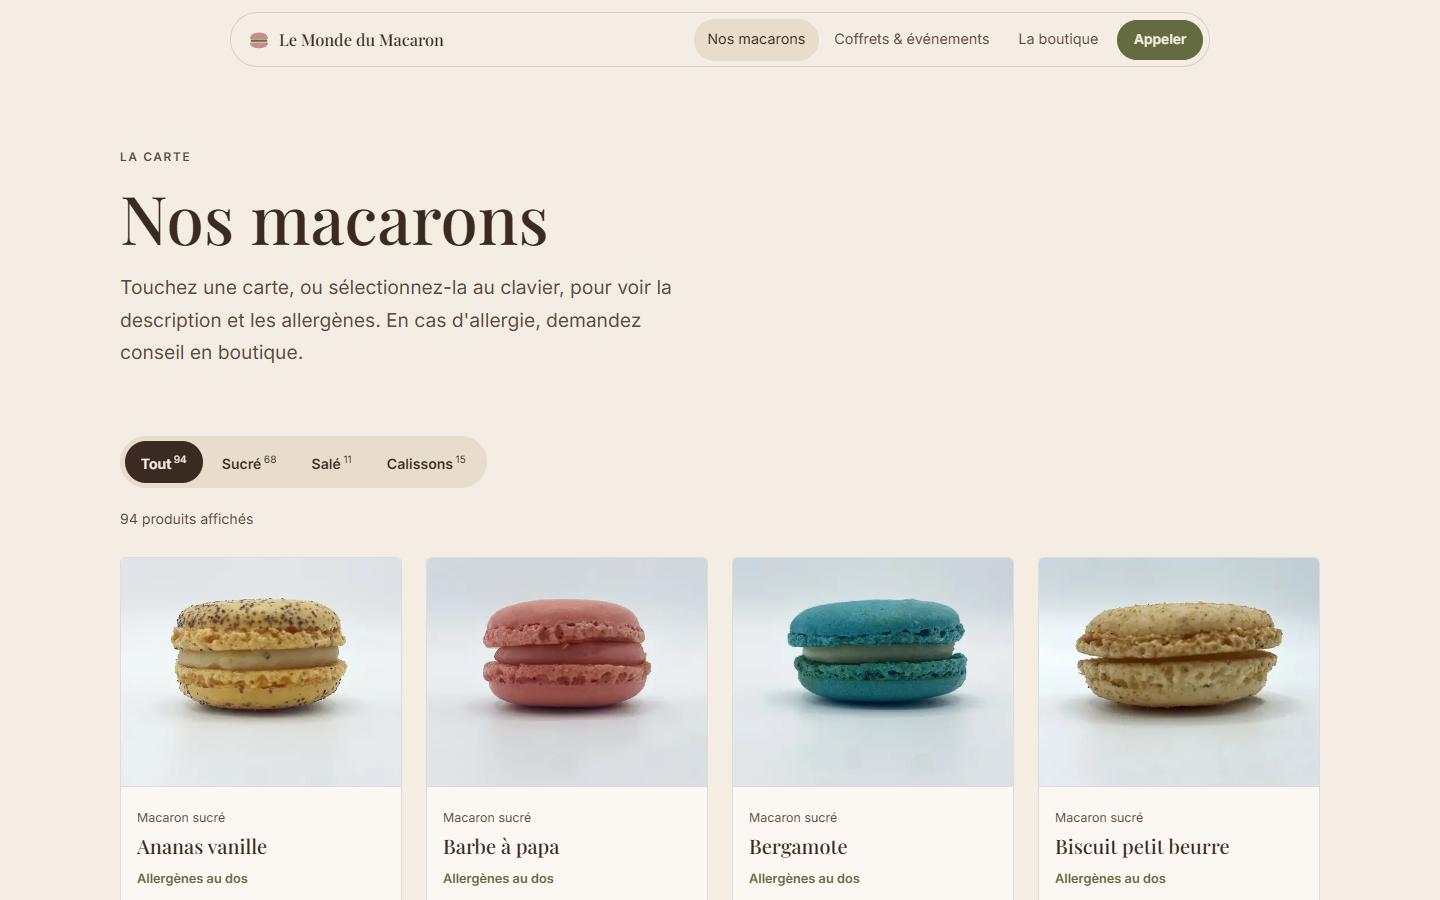 Le Monde du Macaron
Nos macarons
Coffrets & événements
La boutique
Appeler
LA CARTE
Nos macarons
Touchez une carte, ou sélectionnez-la au clavier, pour voir la
description et les allergènes. En cas d'allergie, demandez
conseil en boutique.
Tout 94
Sucré 68
Salé 11
Calissons 15
94 produits affichés
Macaron sucré
Ananas vanille
Allergènes au dos
Macaron sucré
Barbe à papa
Allergènes au dos
Macaron sucré
Bergamote
Allergènes au dos
Macaron sucré
Biscuit petit beurre
Allergènes au dos